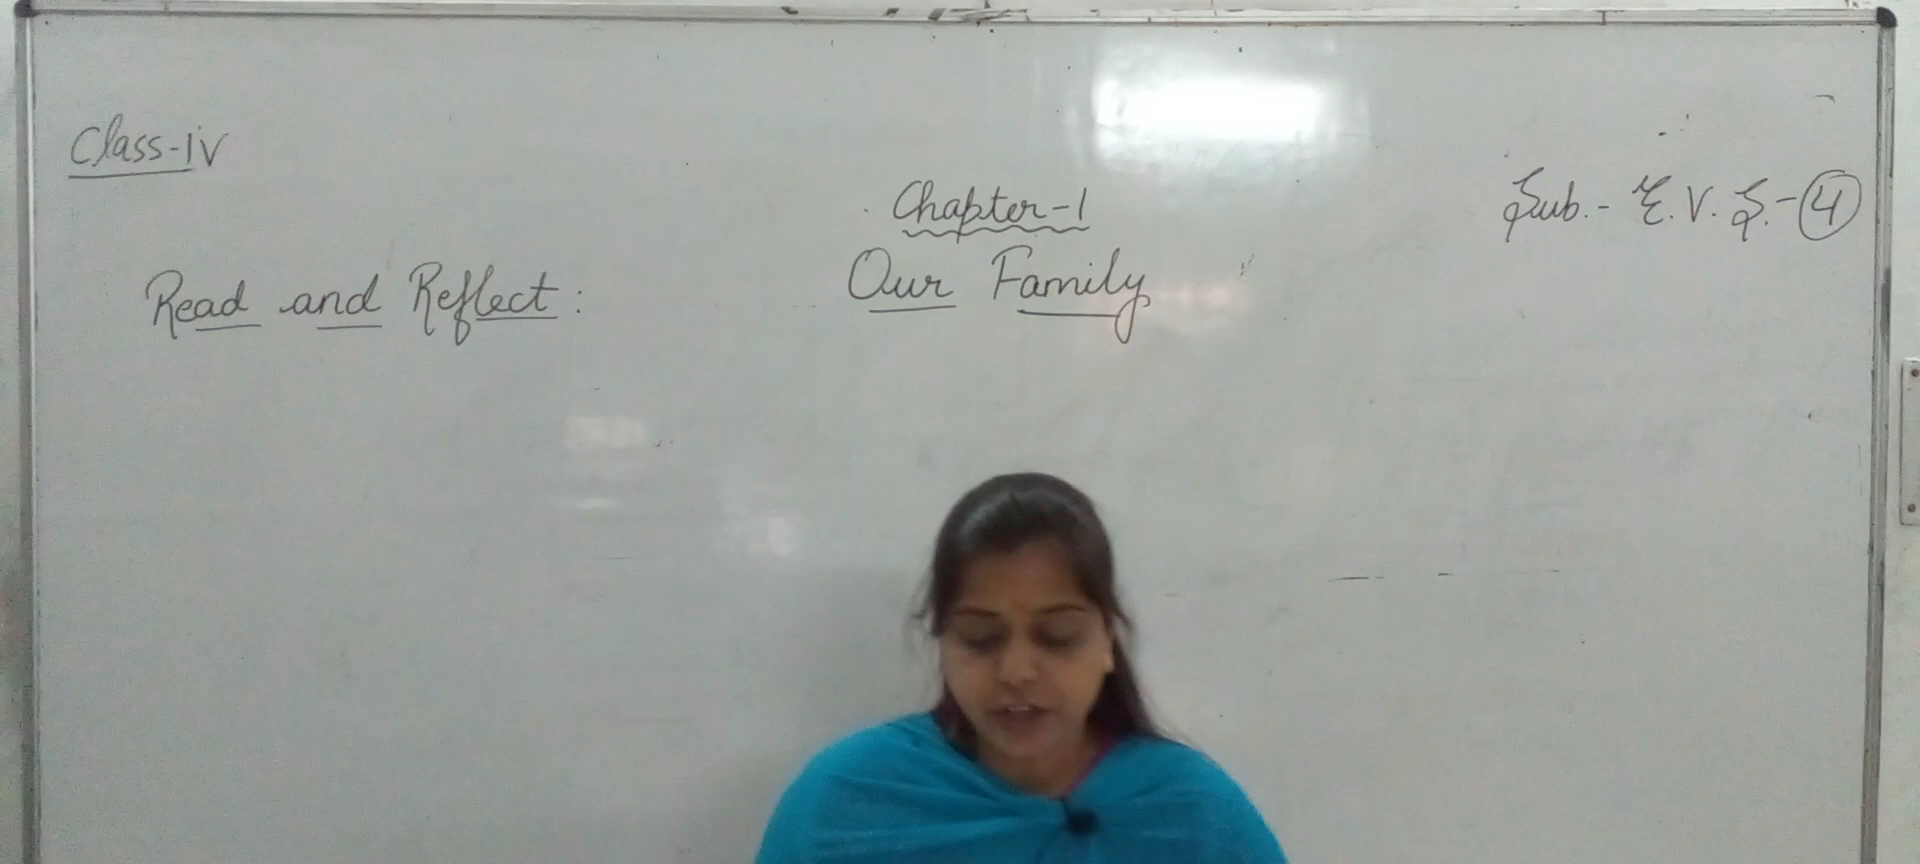 Class-iv
Chapter-1
Sub.- E.V.S.-4
Our Family
Read and Reflect: